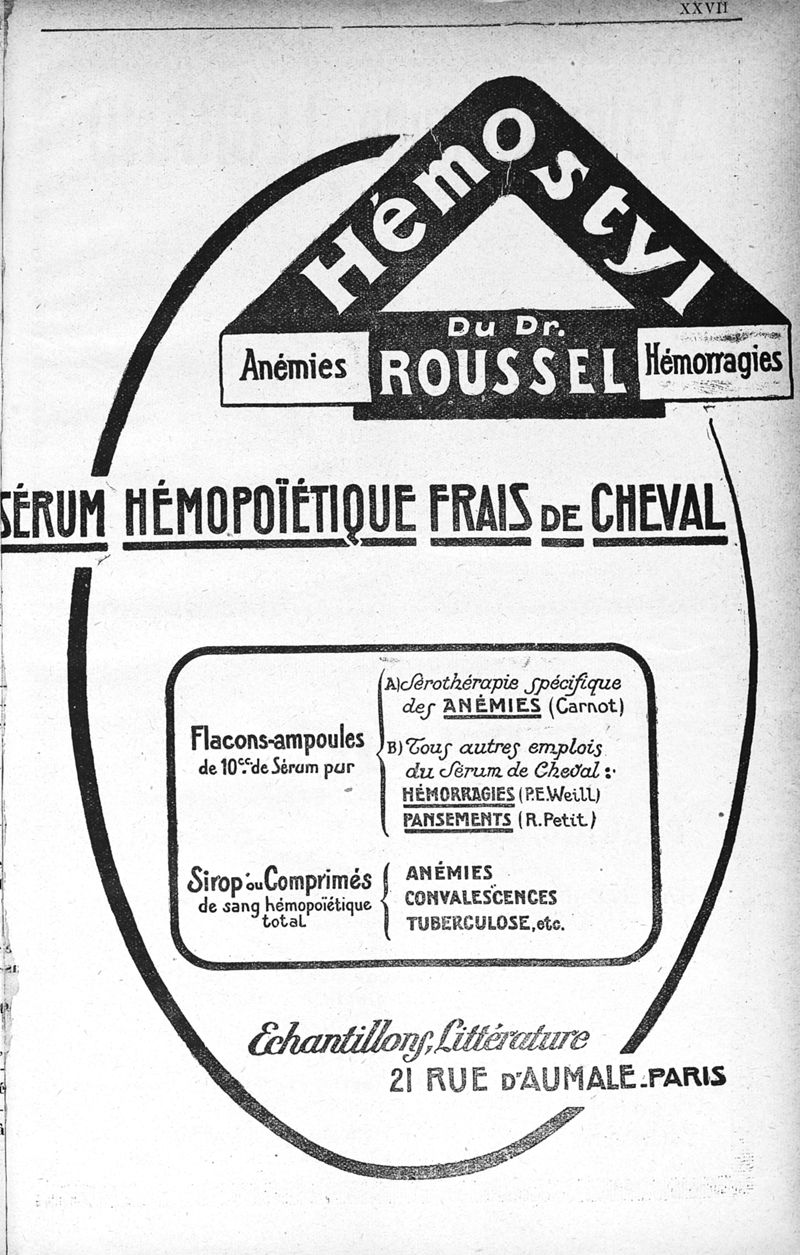 XXVII
Hémostyl
Du Dr.
Anémies ROUSSEL Hémorragies
SÉRUM HÉMOPOÏÉTIQUE FRAIS DE CHEVAL
Flacons-ampoules
de 10cc. de Sérum pur
A) Sérothérapie spécifique
des ANÉMIES (Carnot)
B) Tous autres emplois
du Sérum de Cheval :
HÉMORRAGIES (P.E. Weill)
PANSEMENTS (R. Petit)
Sirop ou Comprimés
de sang hémopoïétique
total
ANÉMIES
CONVALESCENCES
TUBERCULOSE, etc.
Echantillons, Littérature
21 RUE D'AUMALE - PARIS